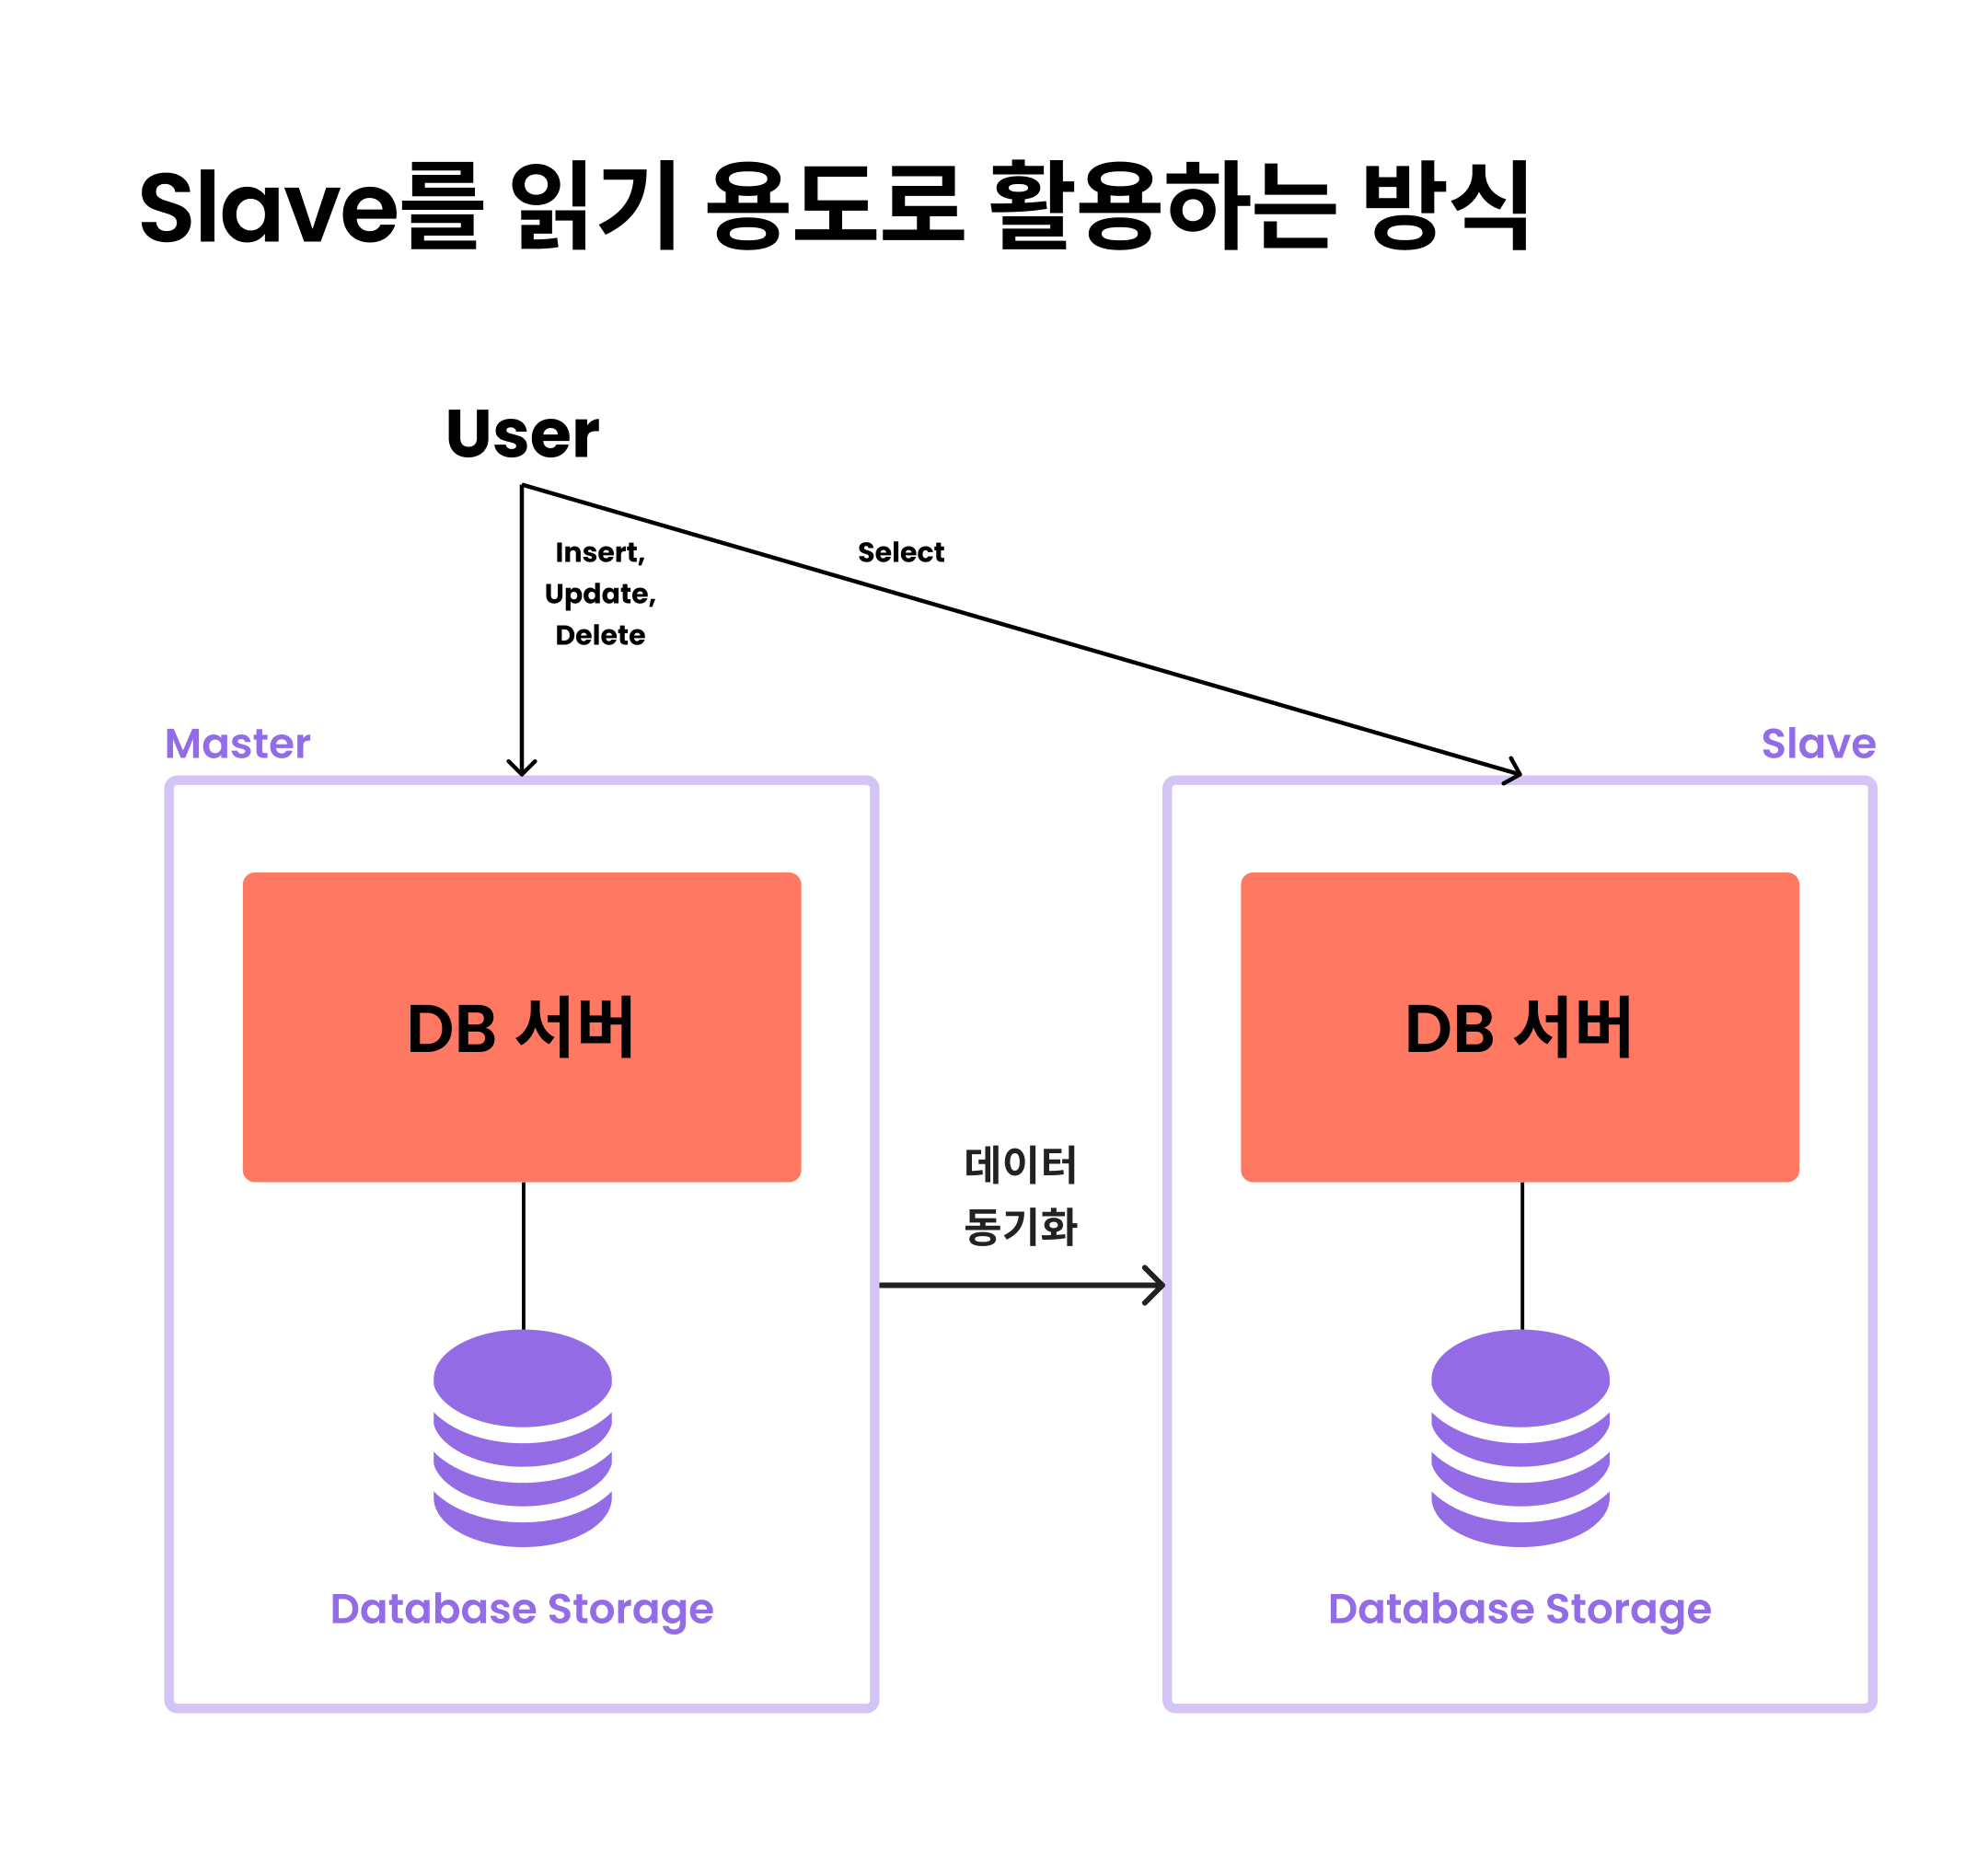 Slave를 읽기 용도로 활용하는 방식
User
Insert,
Update,
Delete
Select
Master
Slave
DB 서버
DB 서버
데이터
동기화
Database Storage
Database Storage